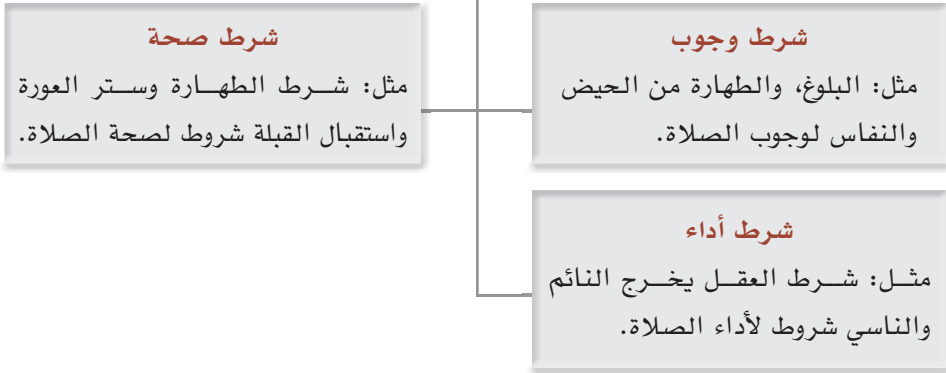 شرط وجوب
مثل: البلوغ، والطهارة من الحيض
والنفاس لوجوب الصلاة.
شرط صحة
مثل: شرط الطهارة وستر العورة
واستقبال القبلة شروط لصحة الصلاة.
شرط أداء
مثل: شرط العقل يخرج النائم
والناسي شروط لأداء الصلاة.